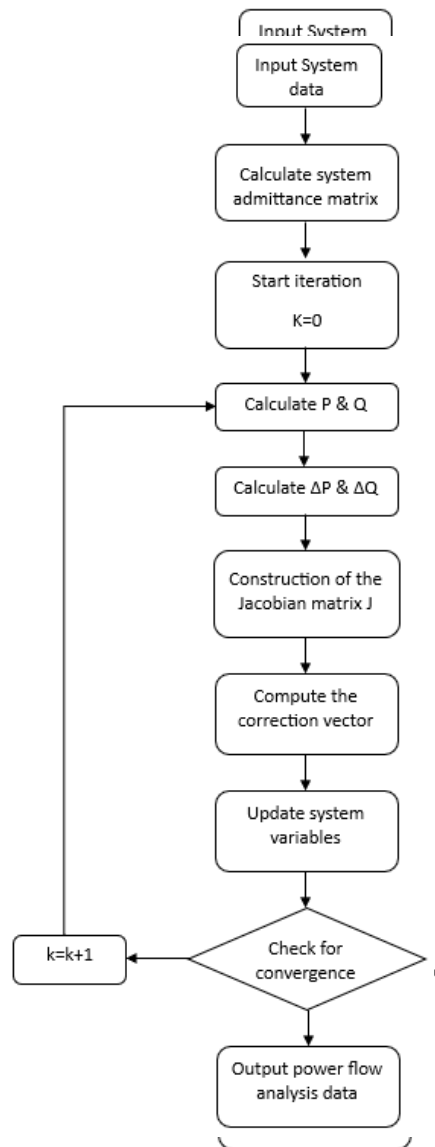 Input System
Input System
data
Calculate system
admittance matrix
Start iteration
K=0
Calculate P & Q
Calculate ΔP & ΔQ
Construction of the
Jacobian matrix J
Compute the
correction vector
Update system
variables
k=k+1
Check for
convergence
Output power flow
analysis data